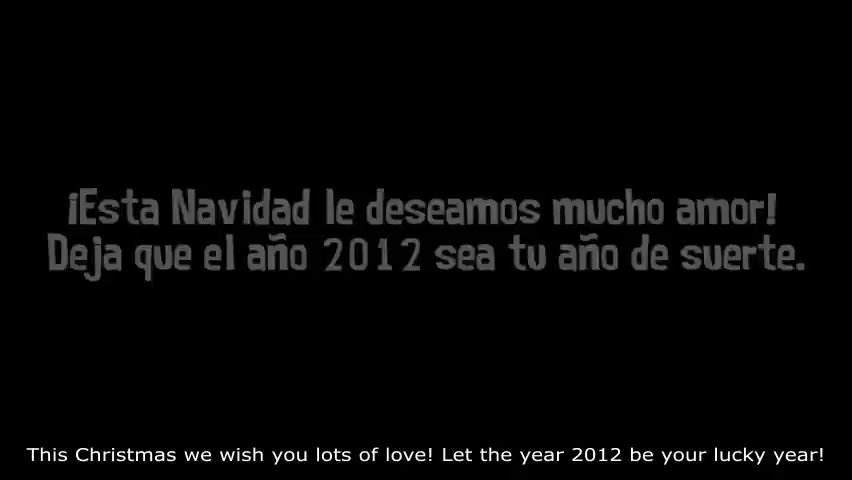 ¡Esta Navidad le deseamos mucho amor!
Deja que el año 2012 sea tu año de suerte.
This Christmas we wish you lots of love! Let the year 2012 be your lucky year!